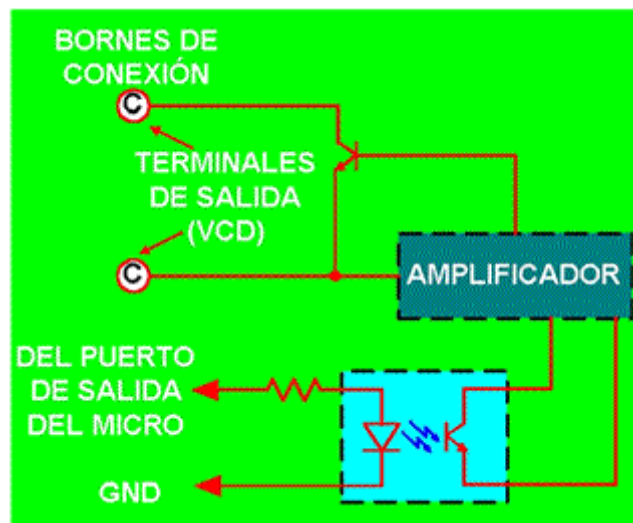 BORNES DE
CONEXIÓN
C
TERMINALES
DE SALIDA
(VCD)
C
AMPLIFICADOR
DEL PUERTO
DE SALIDA
DEL MICRO
GND